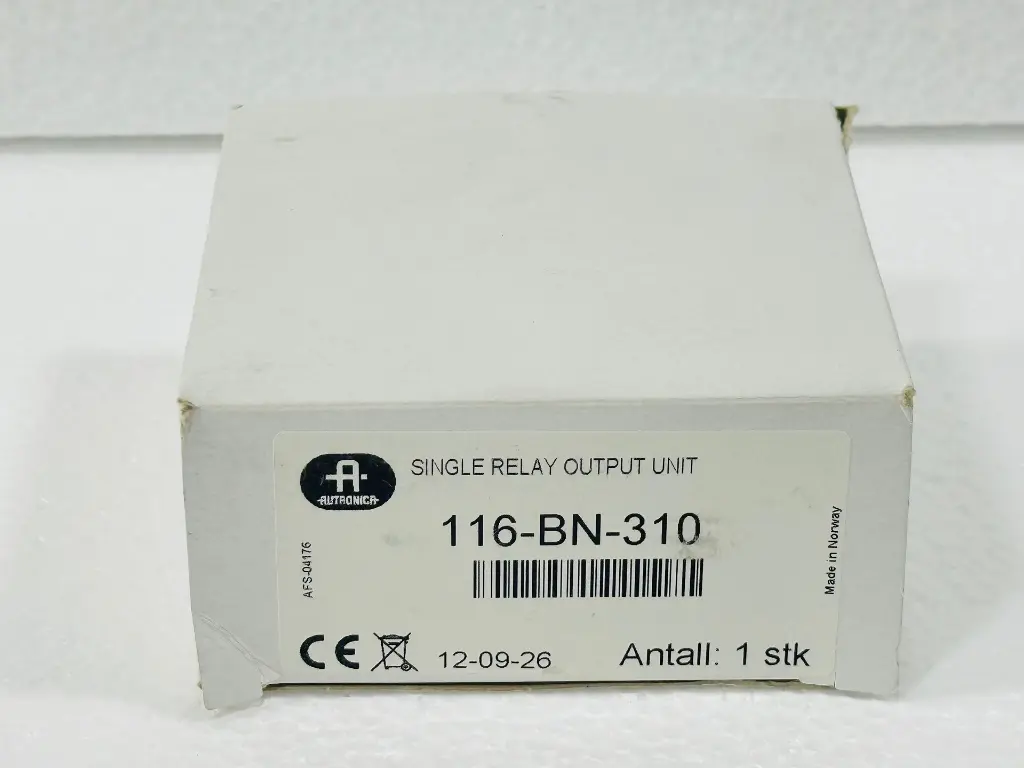 AUTRONICA
SINGLE RELAY OUTPUT UNIT
116-BN-310
AFS-04176
Made in Norway
CE
12-09-26
Antall: 1 stk